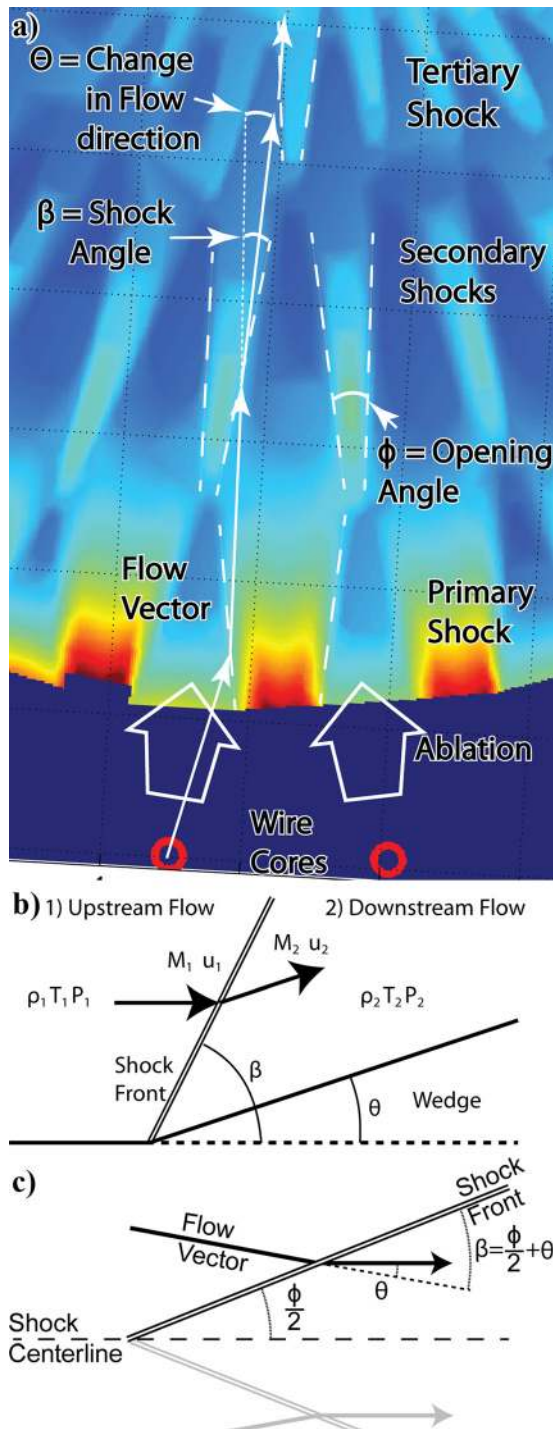 a)
Θ = Change
in Flow
direction
Tertiary
Shock
β = Shock
Angle
Secondary
Shocks
ϕ = Opening
Angle
Flow
Vector
Primary
Shock
Ablation
Wire
Cores
b)
1) Upstream Flow
2) Downstream Flow
M₁ u₁
M₂ u₂
ρ₁ T₁ P₁
ρ₂ T₂ P₂
Shock
Front
β
θ
Wedge
c)
Shock
Front
Flow
Vector
β=ϕ/2+θ
θ
ϕ/2
Shock
Centerline